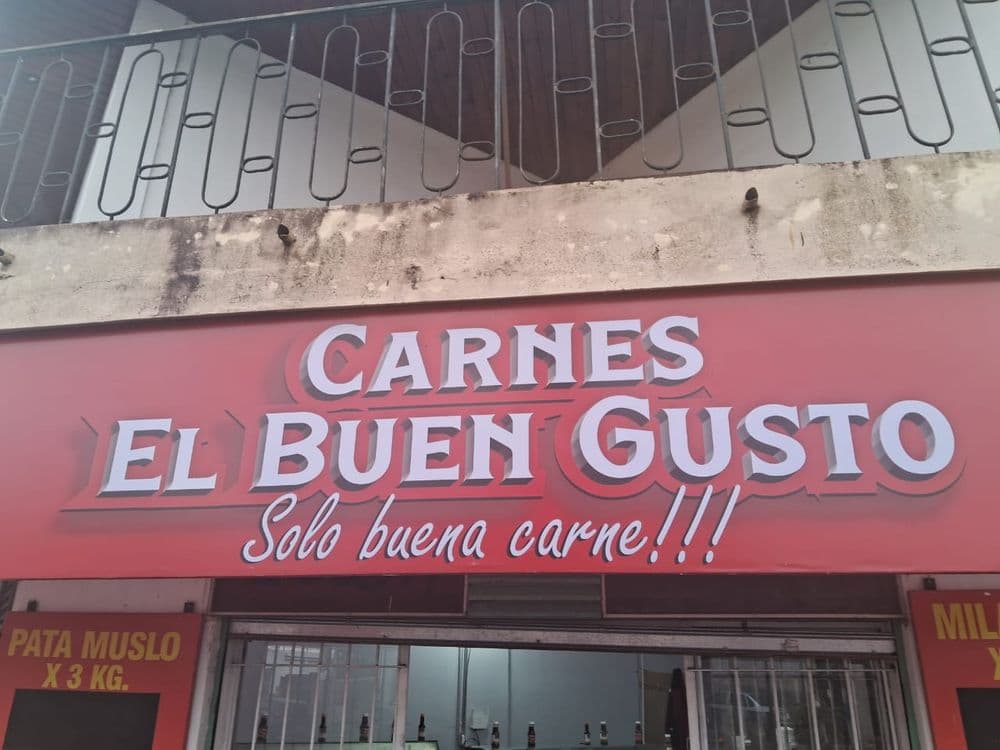 CARNES
EL BUEN GUSTO
Solo buena carne!!!
PATA MUSLO
X 3 KG.